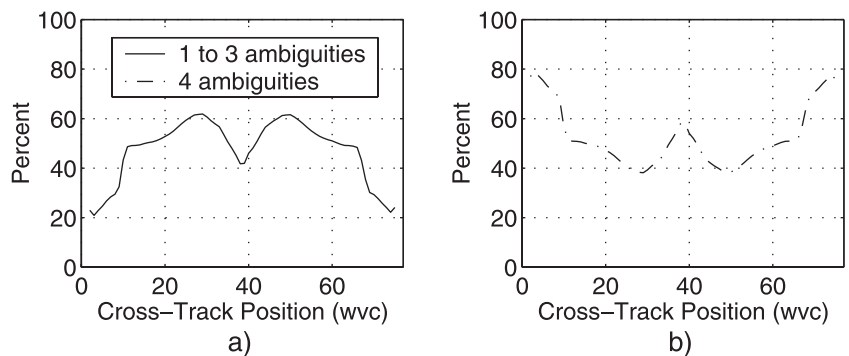 100
80
60
40
20
0
Percent
1 to 3 ambiguities
4 ambiguities
0 20 40 60
Cross–Track Position (wvc)
a)
100
80
60
40
20
0
Percent
0 20 40 60
Cross–Track Position (wvc)
b)